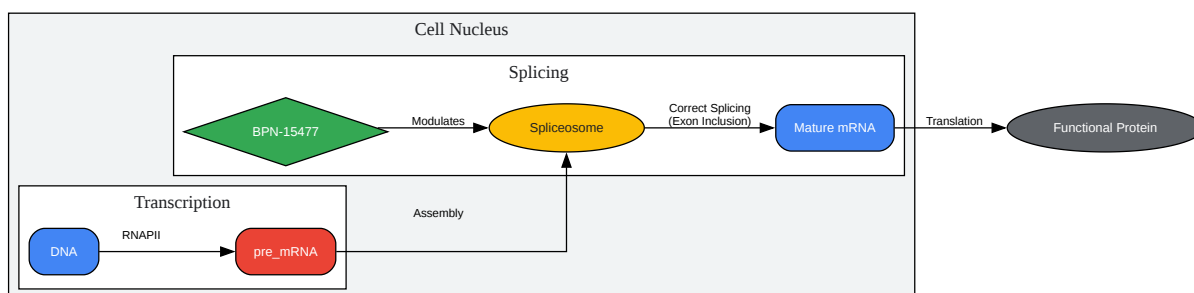 Cell Nucleus
Splicing
BPN-15477
Modulates
Spliceosome
Correct Splicing
(Exon Inclusion)
Mature mRNA
Translation
Functional Protein
Transcription
DNA
RNAPII
pre_mRNA
Assembly